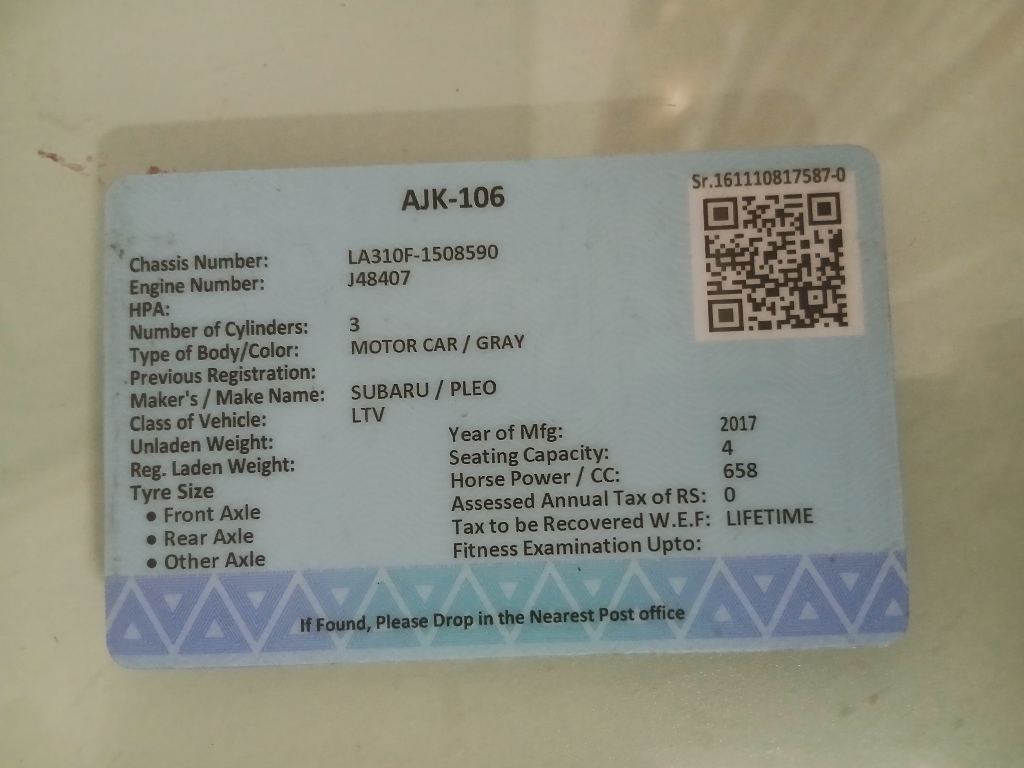 AJK-106
Sr.161110817587-0
Chassis Number: LA310F-1508590
Engine Number: J48407
HPA:
Number of Cylinders: 3
Type of Body/Color: MOTOR CAR / GRAY
Previous Registration:
Maker's / Make Name: SUBARU / PLEO
Class of Vehicle: LTV
Unladen Weight:
Reg. Laden Weight:
Tyre Size
• Front Axle
• Rear Axle
• Other Axle
Year of Mfg: 2017
Seating Capacity: 4
Horse Power / CC: 658
Assessed Annual Tax of RS: 0
Tax to be Recovered W.E.F: LIFETIME
Fitness Examination Upto:
If Found, Please Drop in the Nearest Post office